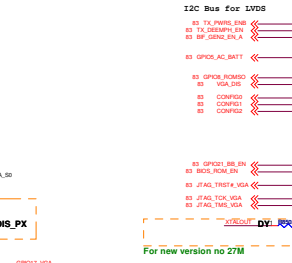 I2C Bus for LVDS
83 TX_PWRS_ENB
83 TX_DEEMPH_EN
83 BIF_GEN2_EN_A
83 GPIO5_AC_BATT
83 GPIO8_ROMSO
83 VGA_DIS
83 CONFIG0
83 CONFIG1
83 CONFIG2
83 GPIO21_BB_EN
83 BIOS_ROM_EN
A_S0
83 JTAG_TRST#_VGA
83 JTAG_TCK_VGA
83 JTAG_TMS_VGA
DIS_PX
XTALOUT DY
For new version no 27M
GPIO17_VGA